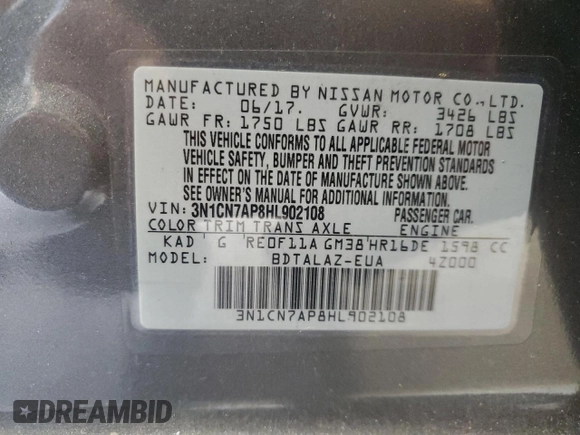 MANUFACTURED BY NISSAN MOTOR CO.,LTD.
DATE: 06/17. GVWR: 3426 LBS
GAWR FR: 1750 LBS GAWR RR: 1708 LBS
THIS VEHICLE CONFORMS TO ALL APPLICABLE FEDERAL MOTOR
VEHICLE SAFETY, BUMPER AND THEFT PREVENTION STANDARDS
IN EFFECT ON THE DATE OF MANUFACTURE SHOWN ABOVE.
SEE OWNER'S MANUAL FOR ADDITIONAL INFORMATION.
VIN: 3N1CN7AP8HL902108 PASSENGER CAR.
COLOR TRIM TRANS AXLE ENGINE
KAD G RE0F11A GM38 HR16DE 1598 CC
MODEL: BDTALAZ-EUA 4Z000
3N1CN7AP8HL902108
DREAMBID